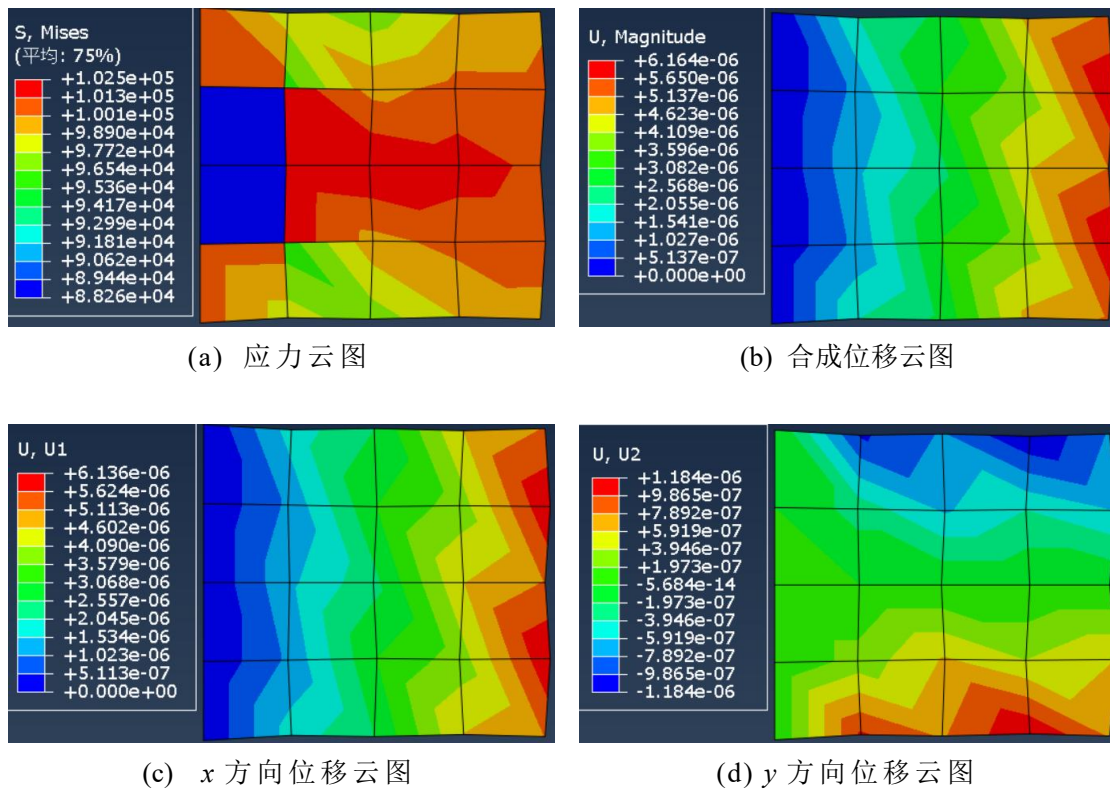 S, Mises
(平均: 75%)
+1.025e+05
+1.013e+05
+1.001e+05
+9.890e+04
+9.772e+04
+9.654e+04
+9.536e+04
+9.417e+04
+9.299e+04
+9.181e+04
+9.062e+04
+8.944e+04
+8.826e+04
(a) 应力云图
U, Magnitude
+6.164e-06
+5.650e-06
+5.137e-06
+4.623e-06
+4.109e-06
+3.596e-06
+3.082e-06
+2.568e-06
+2.055e-06
+1.541e-06
+1.027e-06
+5.137e-07
+0.000e+00
(b) 合成位移云图
U, U1
+6.136e-06
+5.624e-06
+5.113e-06
+4.602e-06
+4.090e-06
+3.579e-06
+3.068e-06
+2.557e-06
+2.045e-06
+1.534e-06
+1.023e-06
+5.113e-07
+0.000e+00
(c) x 方向位移云图
U, U2
+1.184e-06
+9.865e-07
+7.892e-07
+5.919e-07
+3.946e-07
+1.973e-07
-5.684e-14
-1.973e-07
-3.946e-07
-5.919e-07
-7.892e-07
-9.865e-07
-1.184e-06
(d) y 方向位移云图